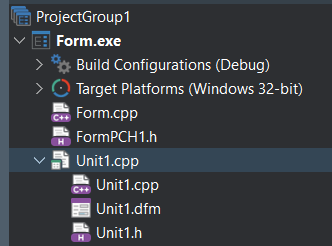 ProjectGroup1
Form.exe
Build Configurations (Debug)
Target Platforms (Windows 32-bit)
C++ Form.cpp
H FormPCH1.h
Unit1.cpp
C++ Unit1.cpp
Unit1.dfm
H Unit1.h